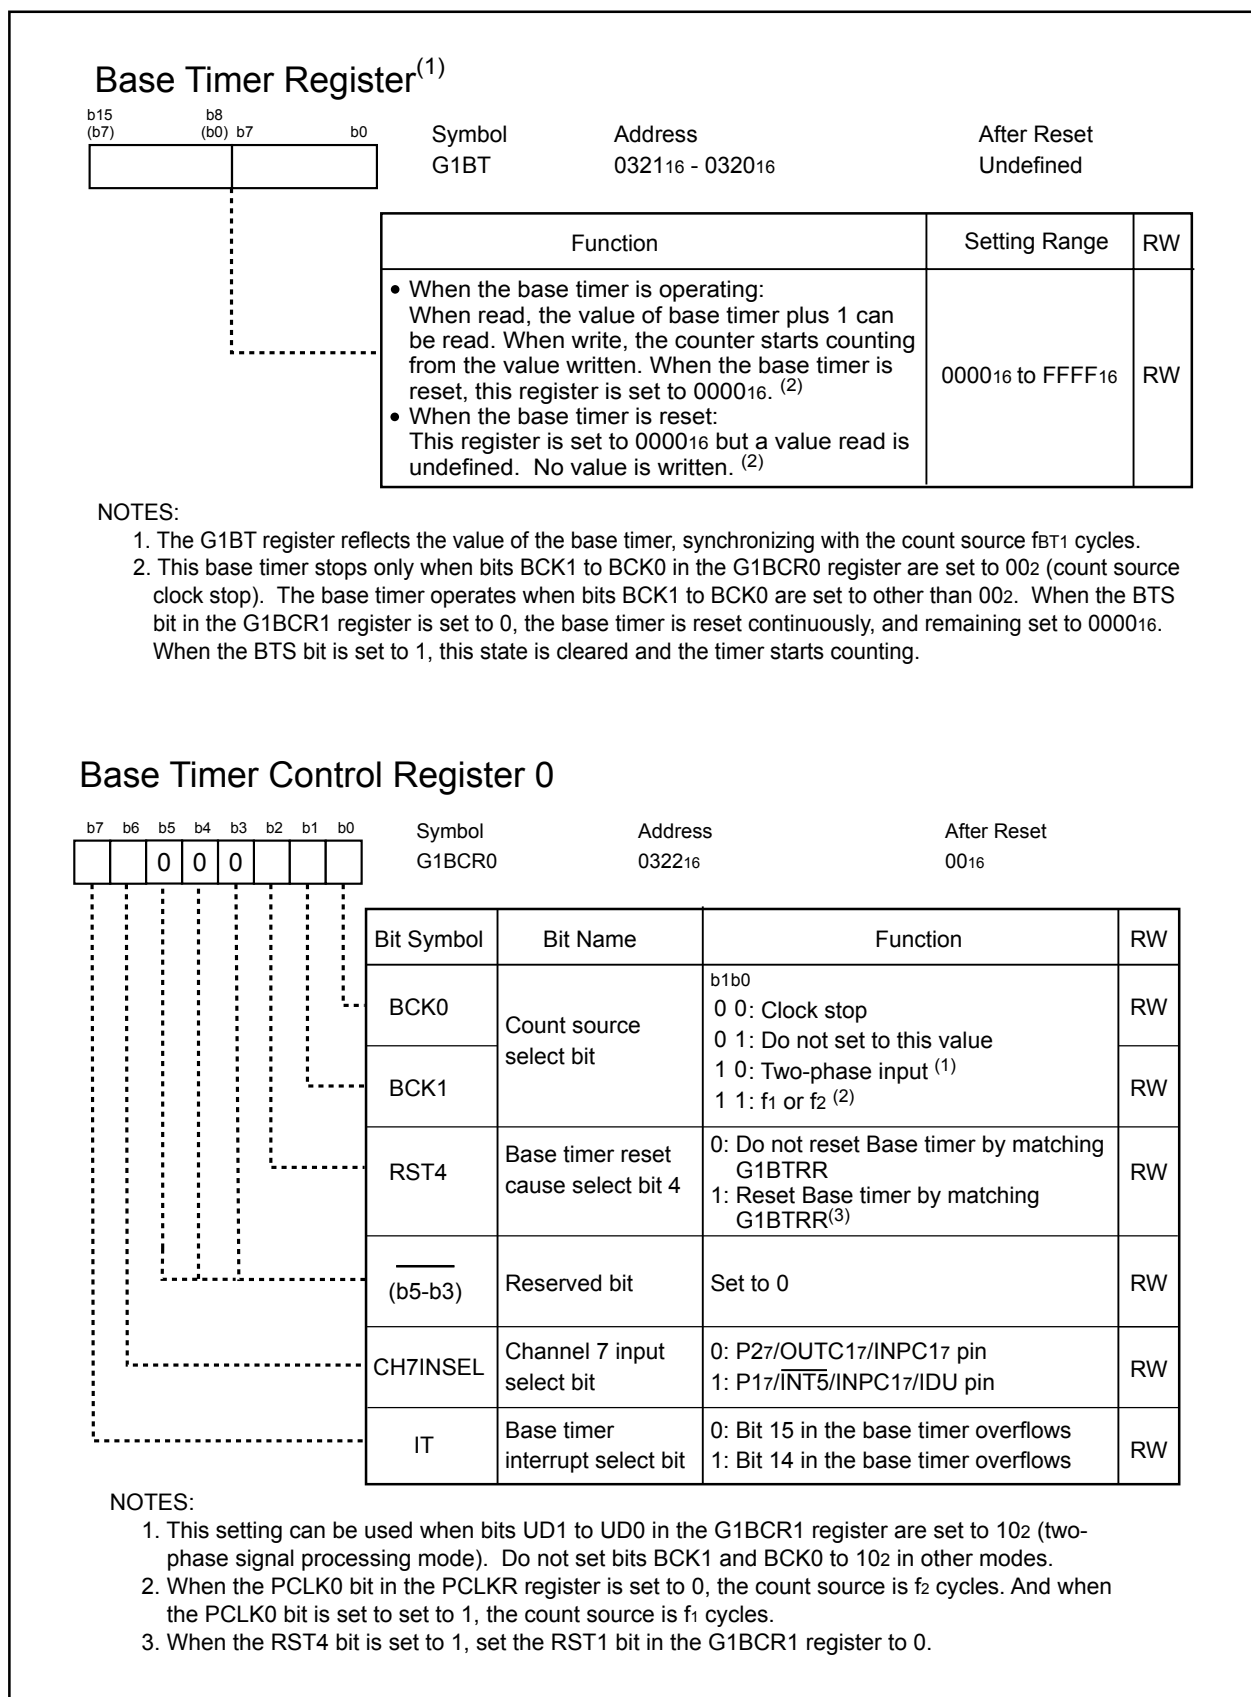 Base Timer Register(1)
b15 b8
(b7) (b0) b7 b0
Symbol Address After Reset
G1BT 032116 - 032016 Undefined
Function Setting Range RW
• When the base timer is operating:
When read, the value of base timer plus 1 can
be read. When write, the counter starts counting
from the value written. When the base timer is
reset, this register is set to 000016. (2)
• When the base timer is reset:
This register is set to 000016 but a value read is
undefined. No value is written. (2)
000016 to FFFF16 RW
NOTES:
1. The G1BT register reflects the value of the base timer, synchronizing with the count source fBT1 cycles.
2. This base timer stops only when bits BCK1 to BCK0 in the G1BCR0 register are set to 002 (count source
clock stop). The base timer operates when bits BCK1 to BCK0 are set to other than 002. When the BTS
bit in the G1BCR1 register is set to 0, the base timer is reset continuously, and remaining set to 000016.
When the BTS bit is set to 1, this state is cleared and the timer starts counting.
Base Timer Control Register 0
b7 b6 b5 b4 b3 b2 b1 b0
0 0 0
Symbol Address After Reset
G1BCR0 032216 0016
Bit Symbol Bit Name Function RW
BCK0 RW
BCK1 RW
Count source
select bit
b1b0
0 0: Clock stop
0 1: Do not set to this value
1 0: Two-phase input (1)
1 1: f1 or f2 (2)
RST4
Base timer reset
cause select bit 4
0: Do not reset Base timer by matching
G1BTRR
1: Reset Base timer by matching
G1BTRR(3)
RW
(b5-b3) Reserved bit Set to 0 RW
CH7INSEL
Channel 7 input
select bit
0: P27/OUTC17/INPC17 pin
1: P17/INT5/INPC17/IDU pin
RW
IT
Base timer
interrupt select bit
0: Bit 15 in the base timer overflows
1: Bit 14 in the base timer overflows
RW
NOTES:
1. This setting can be used when bits UD1 to UD0 in the G1BCR1 register are set to 102 (two-
phase signal processing mode). Do not set bits BCK1 and BCK0 to 102 in other modes.
2. When the PCLK0 bit in the PCLKR register is set to 0, the count source is f2 cycles. And when
the PCLK0 bit is set to set to 1, the count source is f1 cycles.
3. When the RST4 bit is set to 1, set the RST1 bit in the G1BCR1 register to 0.